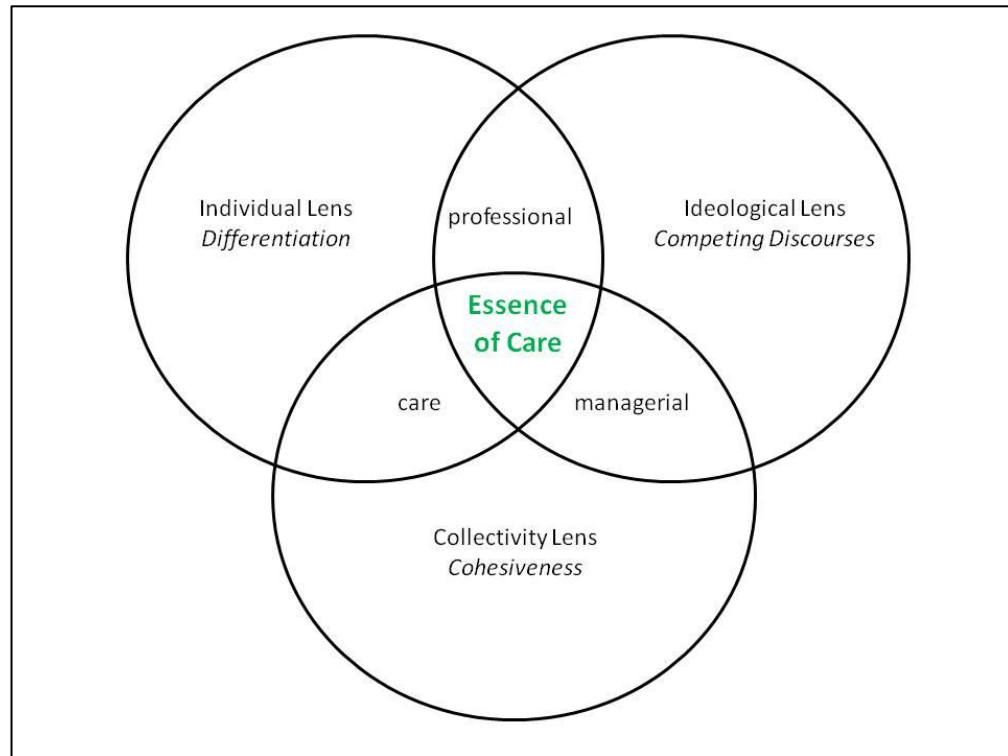 Individual Lens
Differentiation
professional
Ideological Lens
Competing Discourses
Essence
of Care
care
managerial
Collectivity Lens
Cohesiveness